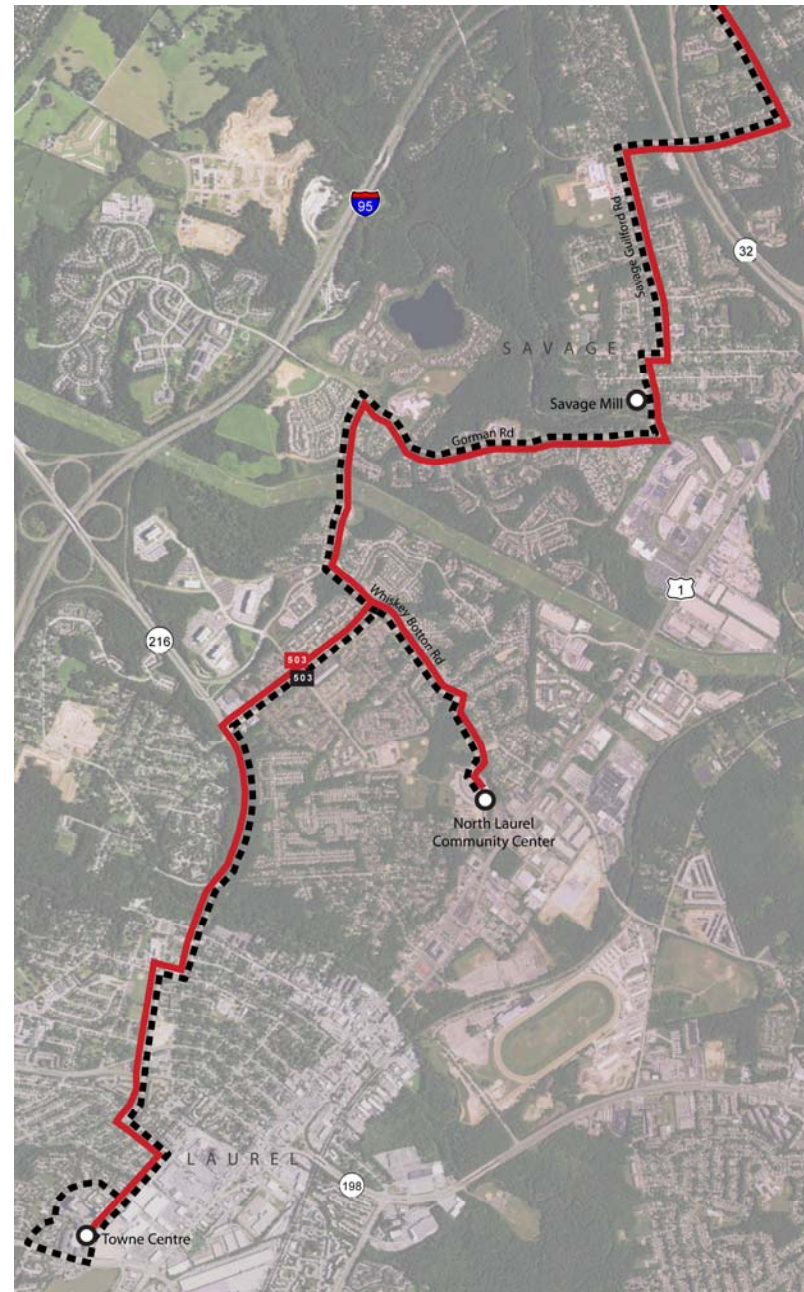 95
Savage Guilford Rd
32
SAVAGE
Savage Mill
Gorman Rd
1
Whiskey Botton Rd
216
503
503
North Laurel
Community Center
LAUREL
198
Towne Centre